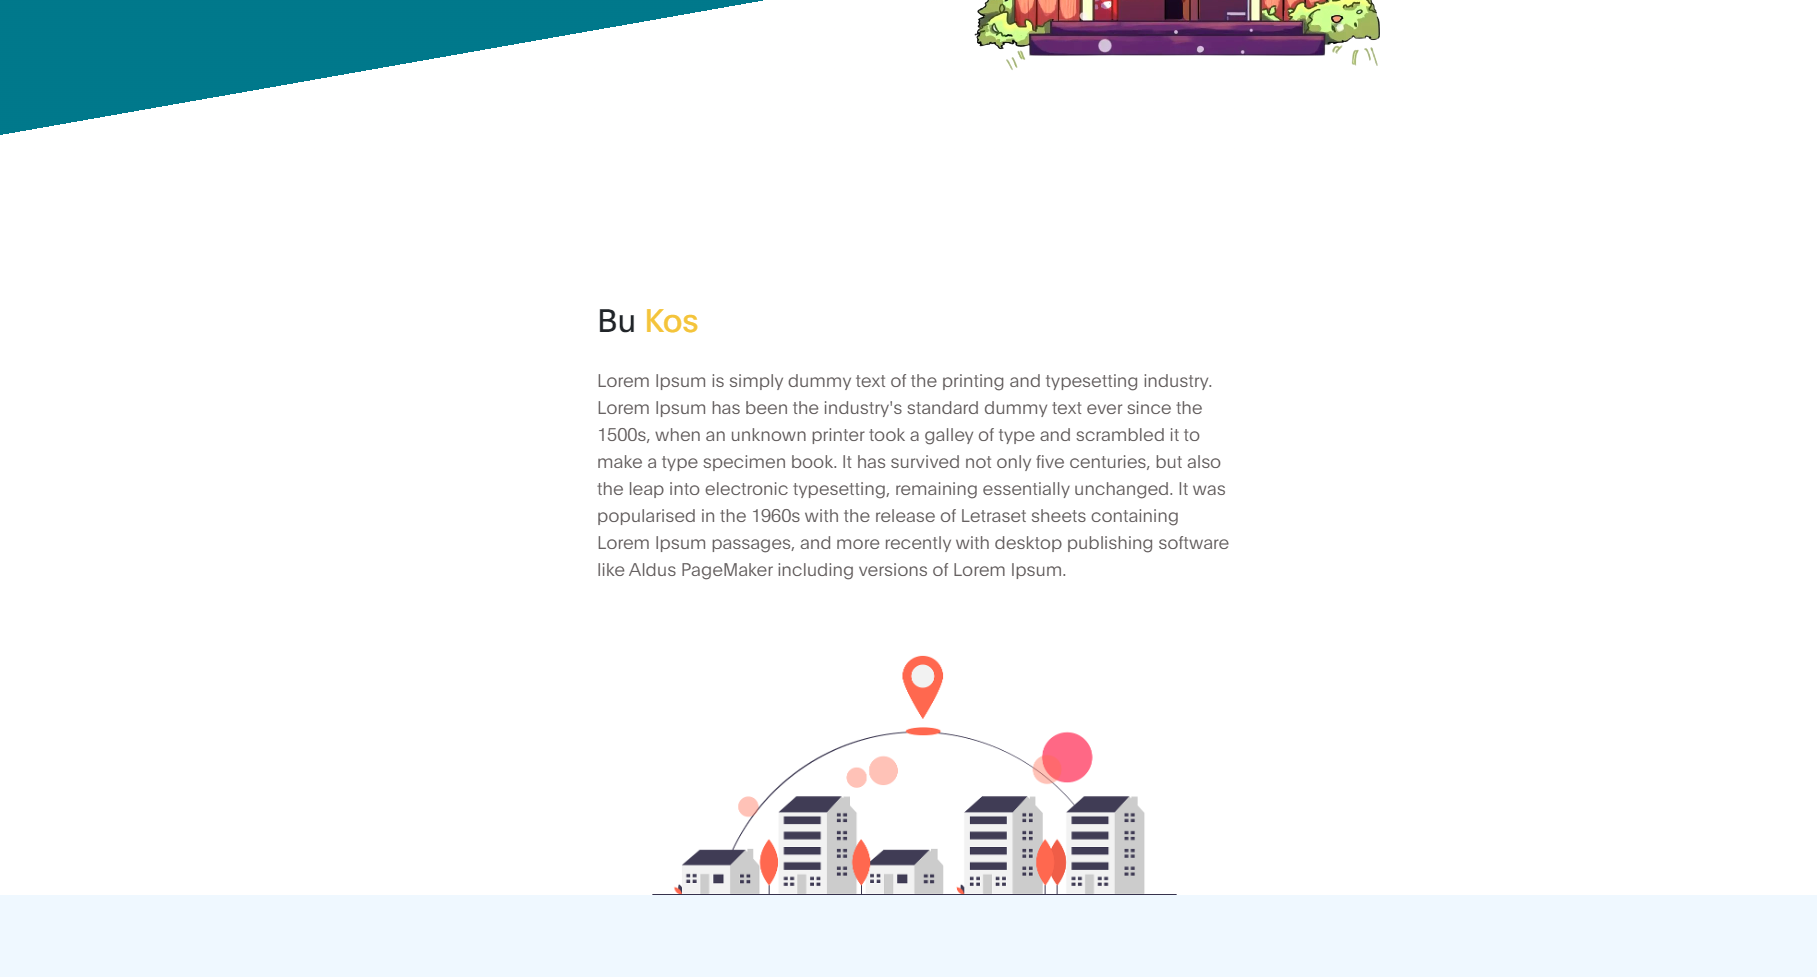 Bu Kos
Lorem Ipsum is simply dummy text of the printing and typesetting industry.
Lorem Ipsum has been the industry's standard dummy text ever since the
1500s, when an unknown printer took a galley of type and scrambled it to
make a type specimen book. It has survived not only five centuries, but also
the leap into electronic typesetting, remaining essentially unchanged. It was
popularised in the 1960s with the release of Letraset sheets containing
Lorem Ipsum passages, and more recently with desktop publishing software
like Aldus PageMaker including versions of Lorem Ipsum.